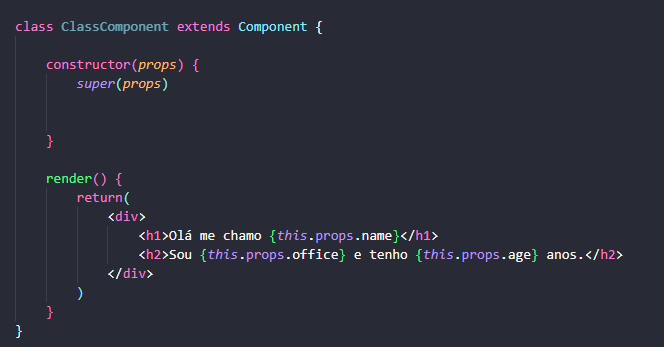 class ClassComponent extends Component {
constructor(props) {
super(props)
}
render() {
return(
<div>
<h1>Olá me chamo {this.props.name}</h1>
<h2>Sou {this.props.office} e tenho {this.props.age} anos.</h2>
</div>
)
}
}